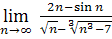 lim n→∞ (2n−sin n)/(√n−∛(n³−7))